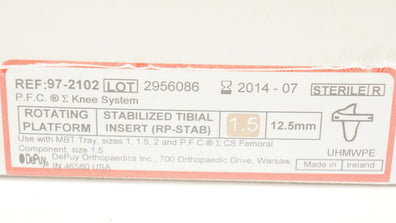 REF:97-2102 LOT 2956086 2014 - 07 STERILE R
P.F.C. ® Σ Knee System
ROTATING PLATFORM STABILIZED TIBIAL INSERT (RP-STAB) 1.5 12.5mm
UHMWPE
Use with MBT Tray, sizes 1, 1.5, 2 and P.F.C.® Σ CS Femoral
Component, size 1.5
DePuy DePuy Orthopaedics Inc., 700 Orthopaedic Drive, Warsaw,
IN 46580 USA
Made in Ireland